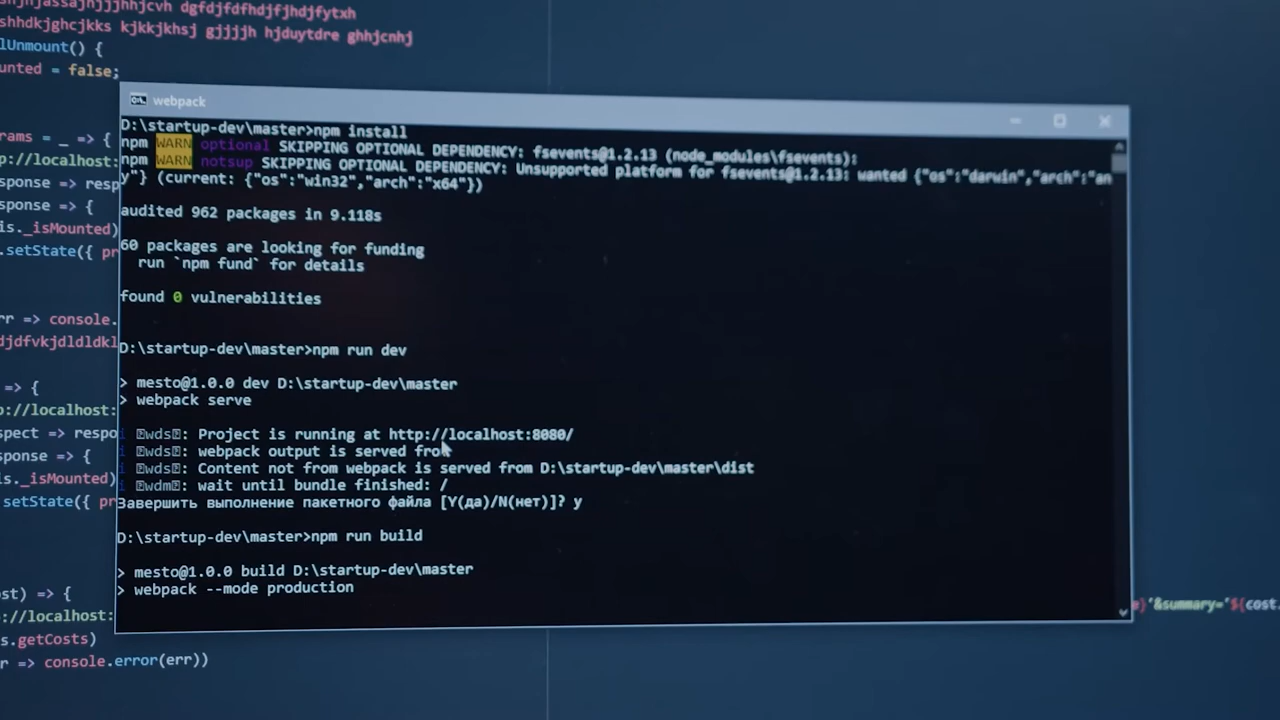 shjnjhjassajnjjjhhjcvh dgfdjfdfhdjfjhdjfytxh
shhdkjghcjkks kjkkjkhsj gjjjjh hjduytdre ghhjcnhj
lUnmount() {
unted = false;
rams = _ => {
p://localhost:
sponse => resp
sponse => {
is._isMounted)
.setState({ pr
rr => console.
djdfvkjdldldkl
=> {
p://localhost:
spect => respo
sponse => {
s._isMounted)
setState({ pr
st) => {
p://localhost:
s.getCosts)
r => console.error(err))
webpack
D:\startup-dev\master>npm install
npm WARN optional SKIPPING OPTIONAL DEPENDENCY: fsevents@1.2.13 (node_modules\fsevents):
npm WARN notsup SKIPPING OPTIONAL DEPENDENCY: Unsupported platform for fsevents@1.2.13: wanted {"os":"darwin","arch":"an
y"} (current: {"os":"win32","arch":"x64"})
audited 962 packages in 9.118s
60 packages are looking for funding
run `npm fund` for details
found 0 vulnerabilities
D:\startup-dev\master>npm run dev
> mesto@1.0.0 dev D:\startup-dev\master
> webpack serve
i wds: Project is running at http://localhost:8080/
i wds: webpack output is served from
i wds: Content not from webpack is served from D:\startup-dev\master\dist
i wdm: wait until bundle finished: /
Завершить выполнение пакетного файла [Y(да)/N(нет)]? y
D:\startup-dev\master>npm run build
> mesto@1.0.0 build D:\startup-dev\master
> webpack --mode production
}`&summary=`${cost.